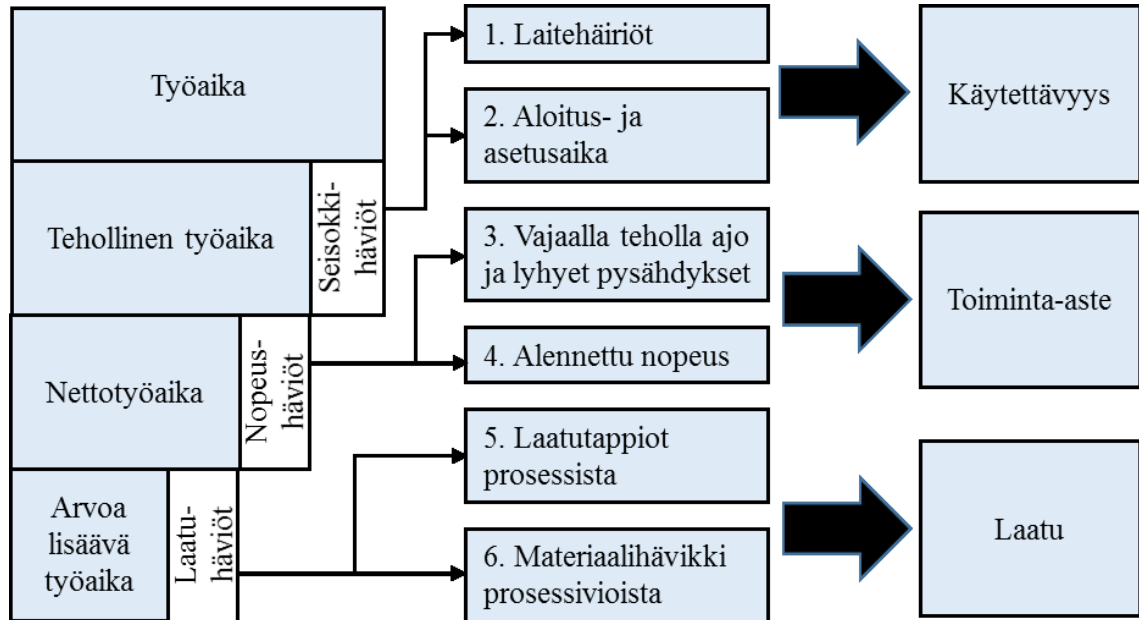 Työaika
Tehollinen työaika
Seisokki-
häviöt
Nettotyöaika
Nopeus-
häviöt
Arvoa
lisäävä
työaika
Laatu-
häviöt
1. Laitehäiriöt
2. Aloitus- ja
asetusaika
3. Vajaalla teholla ajo
ja lyhyet pysähdykset
4. Alennettu nopeus
5. Laatutappiot
prosessista
6. Materiaalihävikki
prosessivioista
Käytettävyys
Toiminta-aste
Laatu